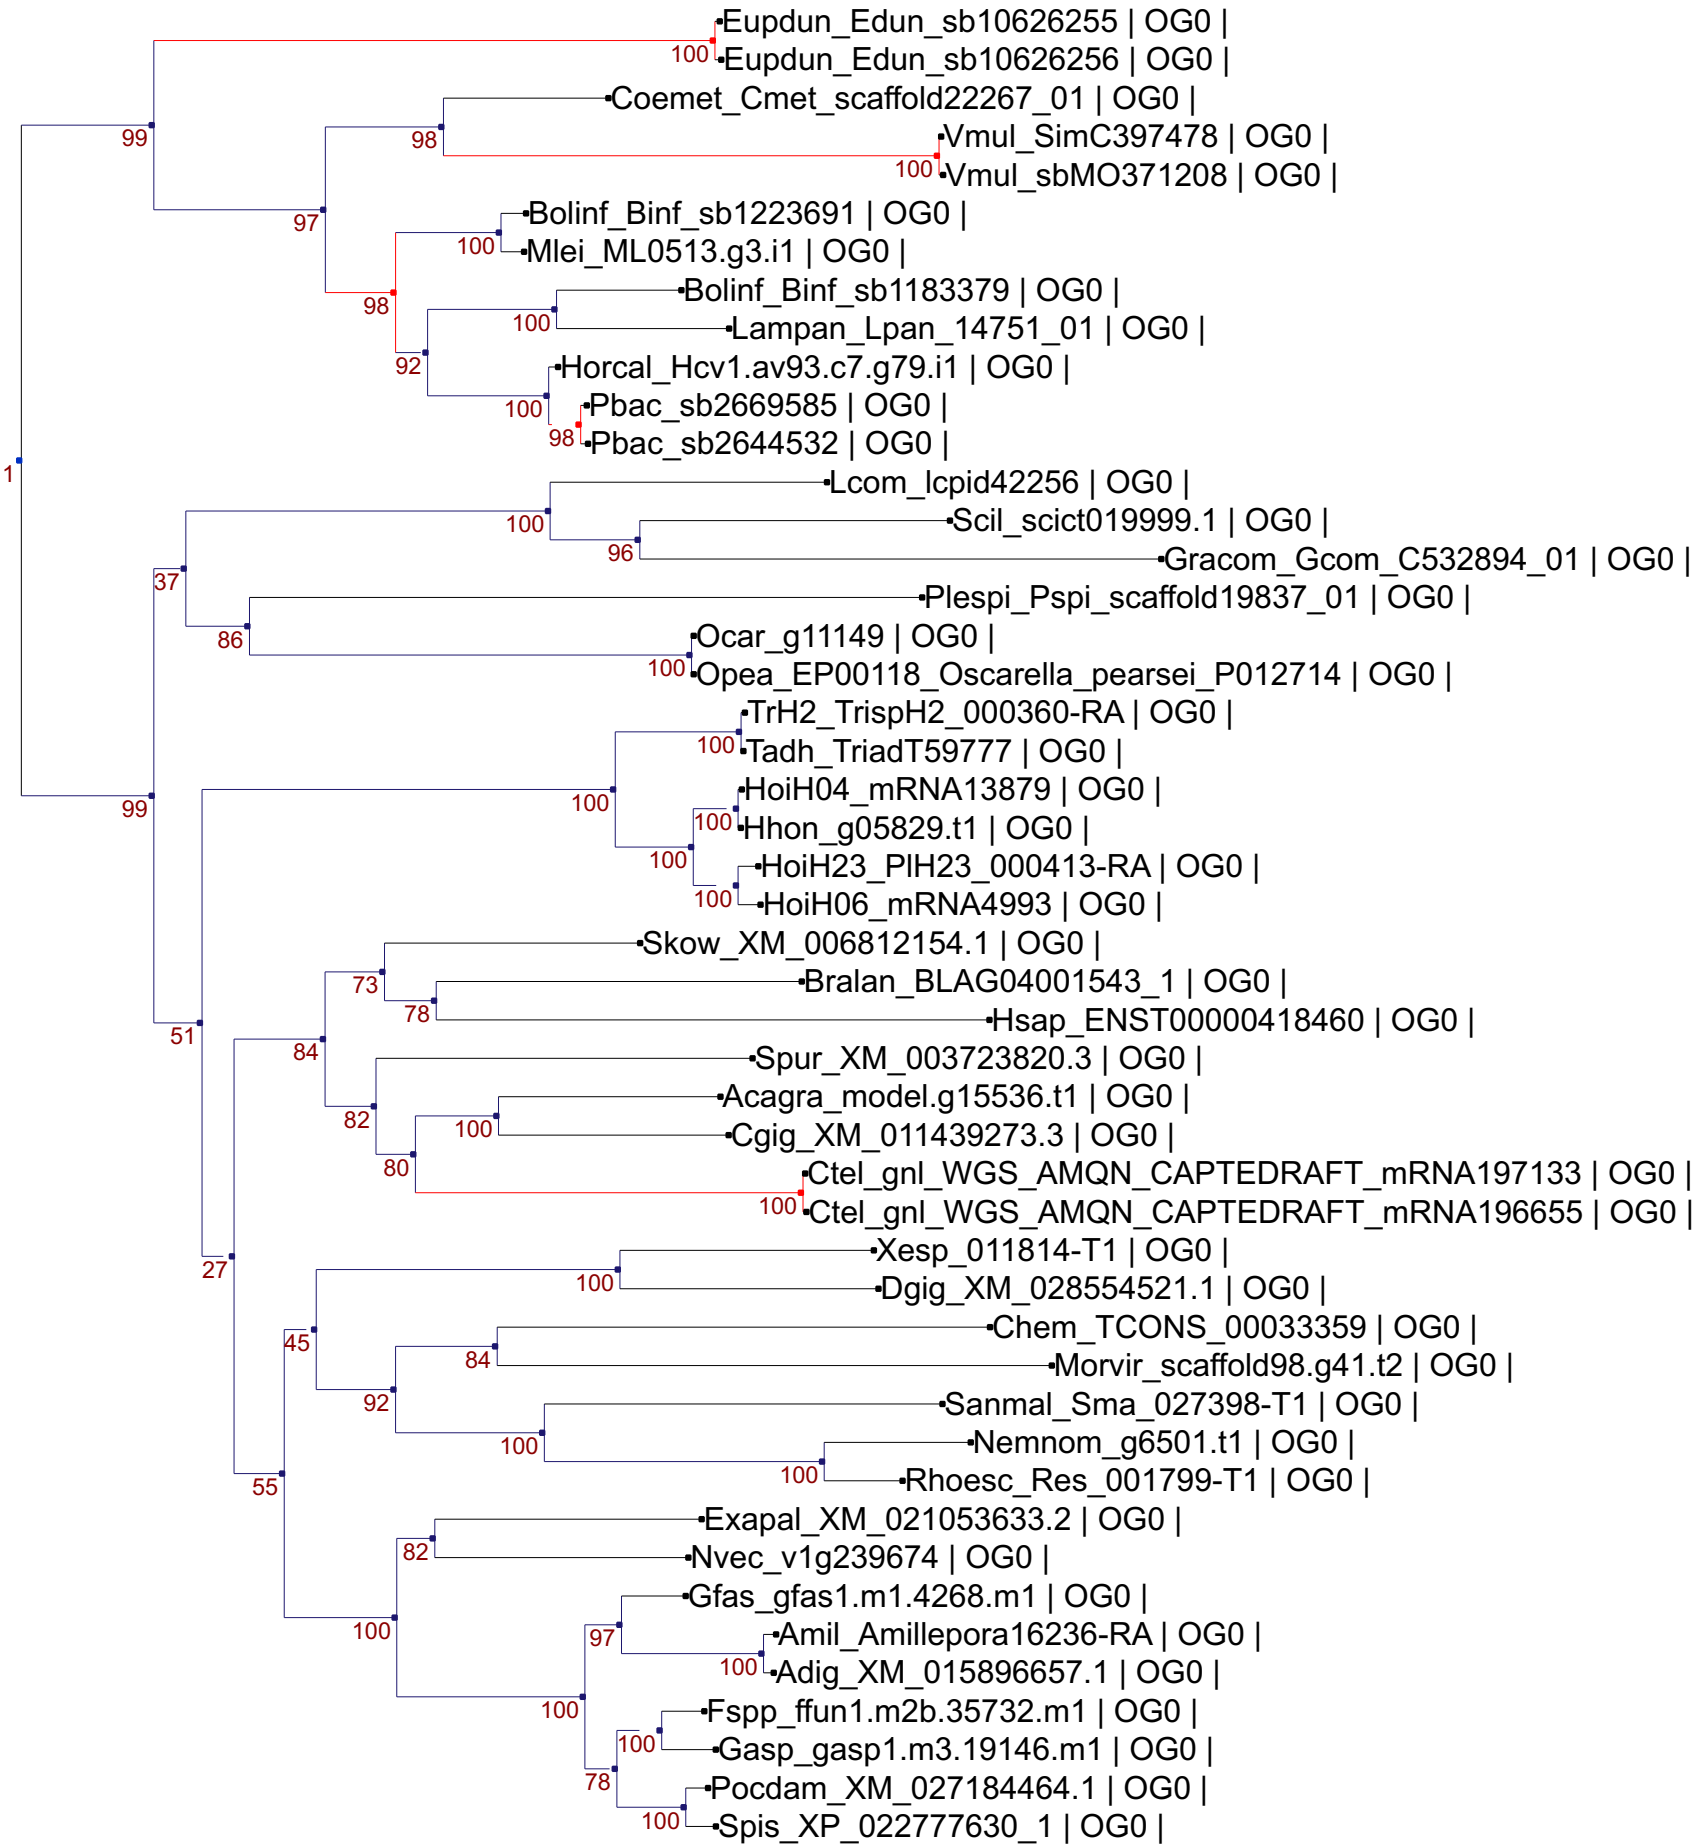 Eupdun_Edun_sb10626255 | OG0 |
100
Eupdun_Edun_sb10626256 | OG0 |
Coemet_Cmet_scaffold22267_01 | OG0 |
99
98
Vmul_SimC397478 | OG0 |
100
Vmul_sbMO371208 | OG0 |
97
Bolinf_Binf_sb1223691 | OG0 |
100
Mlei_ML0513.g3.i1 | OG0 |
98
Bolinf_Binf_sb1183379 | OG0 |
100
Lampan_Lpan_14751_01 | OG0 |
92
Horcal_Hcv1.av93.c7.g79.i1 | OG0 |
100
Pbac_sb2669585 | OG0 |
98
Pbac_sb2644532 | OG0 |
1
Lcom_lcpid42256 | OG0 |
100
Scil_scict019999.1 | OG0 |
96
Gracom_Gcom_C532894_01 | OG0 |
37
Plespi_Pspi_scaffold19837_01 | OG0 |
86
Ocar_g11149 | OG0 |
100
Opea_EP00118_Oscarella_pearsei_P012714 | OG0 |
TrH2_TrispH2_000360-RA | OG0 |
100
Tadh_TriadT59777 | OG0 |
99
100
HoiH04_mRNA13879 | OG0 |
100
Hhon_g05829.t1 | OG0 |
100
HoiH23_PlH23_000413-RA | OG0 |
100
HoiH06_mRNA4993 | OG0 |
Skow_XM_006812154.1 | OG0 |
73
Bralan_BLAG04001543_1 | OG0 |
78
Hsap_ENST00000418460 | OG0 |
51
84
Spur_XM_003723820.3 | OG0 |
82
Acagra_model.g15536.t1 | OG0 |
100
Cgig_XM_011439273.3 | OG0 |
80
Ctel_gnl_WGS_AMQN_CAPTEDRAFT_mRNA197133 | OG0 |
100
Ctel_gnl_WGS_AMQN_CAPTEDRAFT_mRNA196655 | OG0 |
27
Xesp_011814-T1 | OG0 |
100
Dgig_XM_028554521.1 | OG0 |
45
Chem_TCONS_00033359 | OG0 |
84
Morvir_scaffold98.g41.t2 | OG0 |
92
Sanmal_Sma_027398-T1 | OG0 |
100
Nemnom_g6501.t1 | OG0 |
100
Rhoesc_Res_001799-T1 | OG0 |
55
Exapal_XM_021053633.2 | OG0 |
82
Nvec_v1g239674 | OG0 |
100
Gfas_gfas1.m1.4268.m1 | OG0 |
97
Amil_Amillepora16236-RA | OG0 |
100
Adig_XM_015896657.1 | OG0 |
100
Fspp_ffun1.m2b.35732.m1 | OG0 |
100
Gasp_gasp1.m3.19146.m1 | OG0 |
78
Pocdam_XM_027184464.1 | OG0 |
100
Spis_XP_022777630_1 | OG0 |